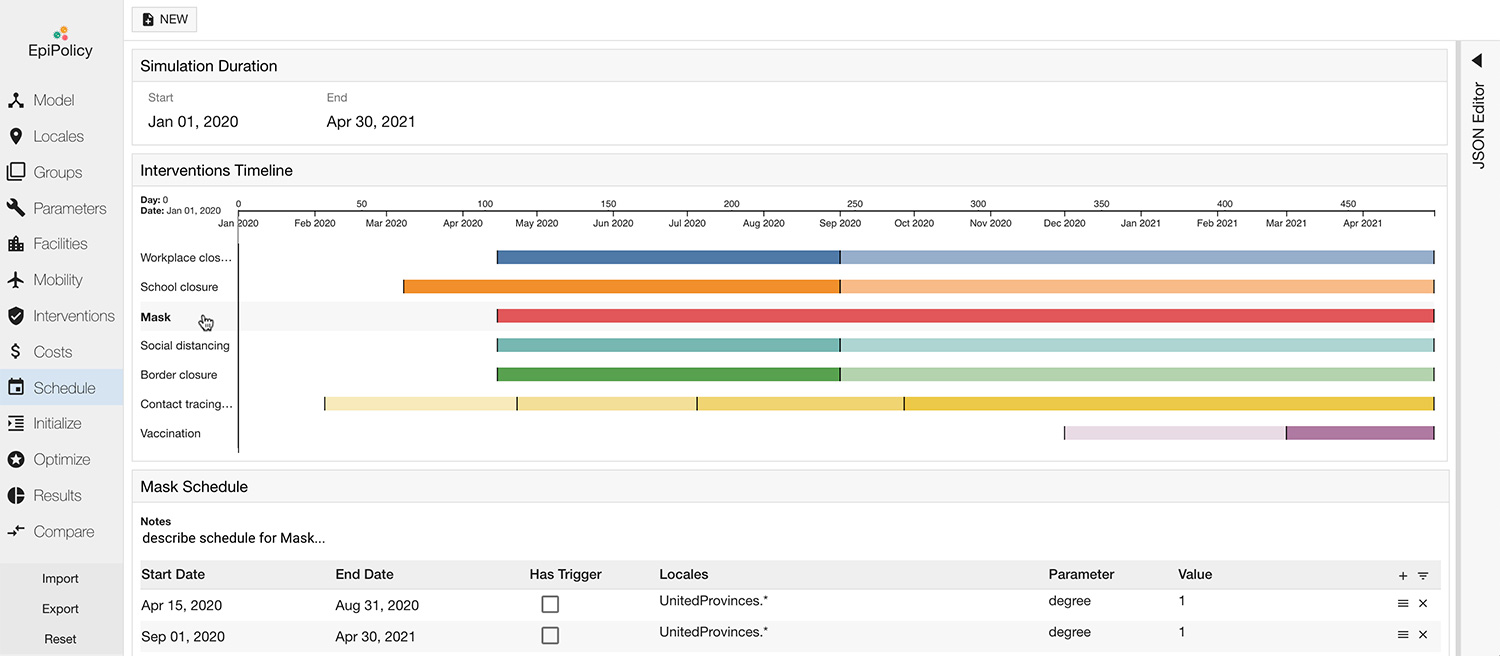 EpiPolicy
Model
Locales
Groups
Parameters
Facilities
Mobility
Interventions
Costs
Schedule
Initialize
Optimize
Results
Compare
Import
Export
Reset
NEW
Simulation Duration
Start End
Jan 01, 2020 Apr 30, 2021
Interventions Timeline
Day: 0
Date: Jan 01, 2020
0 50 100 150 200 250 300 350 400 450
Jan 2020 Feb 2020 Mar 2020 Apr 2020 May 2020 Jun 2020 Jul 2020 Aug 2020 Sep 2020 Oct 2020 Nov 2020 Dec 2020 Jan 2021 Feb 2021 Mar 2021 Apr 2021
Workplace clos...
School closure
Mask
Social distancing
Border closure
Contact tracing...
Vaccination
Mask Schedule
Notes
describe schedule for Mask...
Start Date End Date Has Trigger Locales Parameter Value
Apr 15, 2020 Aug 31, 2020 UnitedProvinces.* degree 1
Sep 01, 2020 Apr 30, 2021 UnitedProvinces.* degree 1
JSON Editor